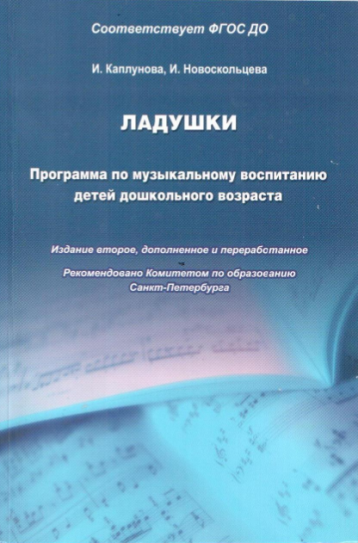 Соответствует ФГОС ДО
И. Каплунова, И. Новоскольцева
ЛАДУШКИ
Программа по музыкальному воспитанию
детей дошкольного возраста
Издание второе, дополненное и переработанное
Рекомендовано Комитетом по образованию
Санкт-Петербурга